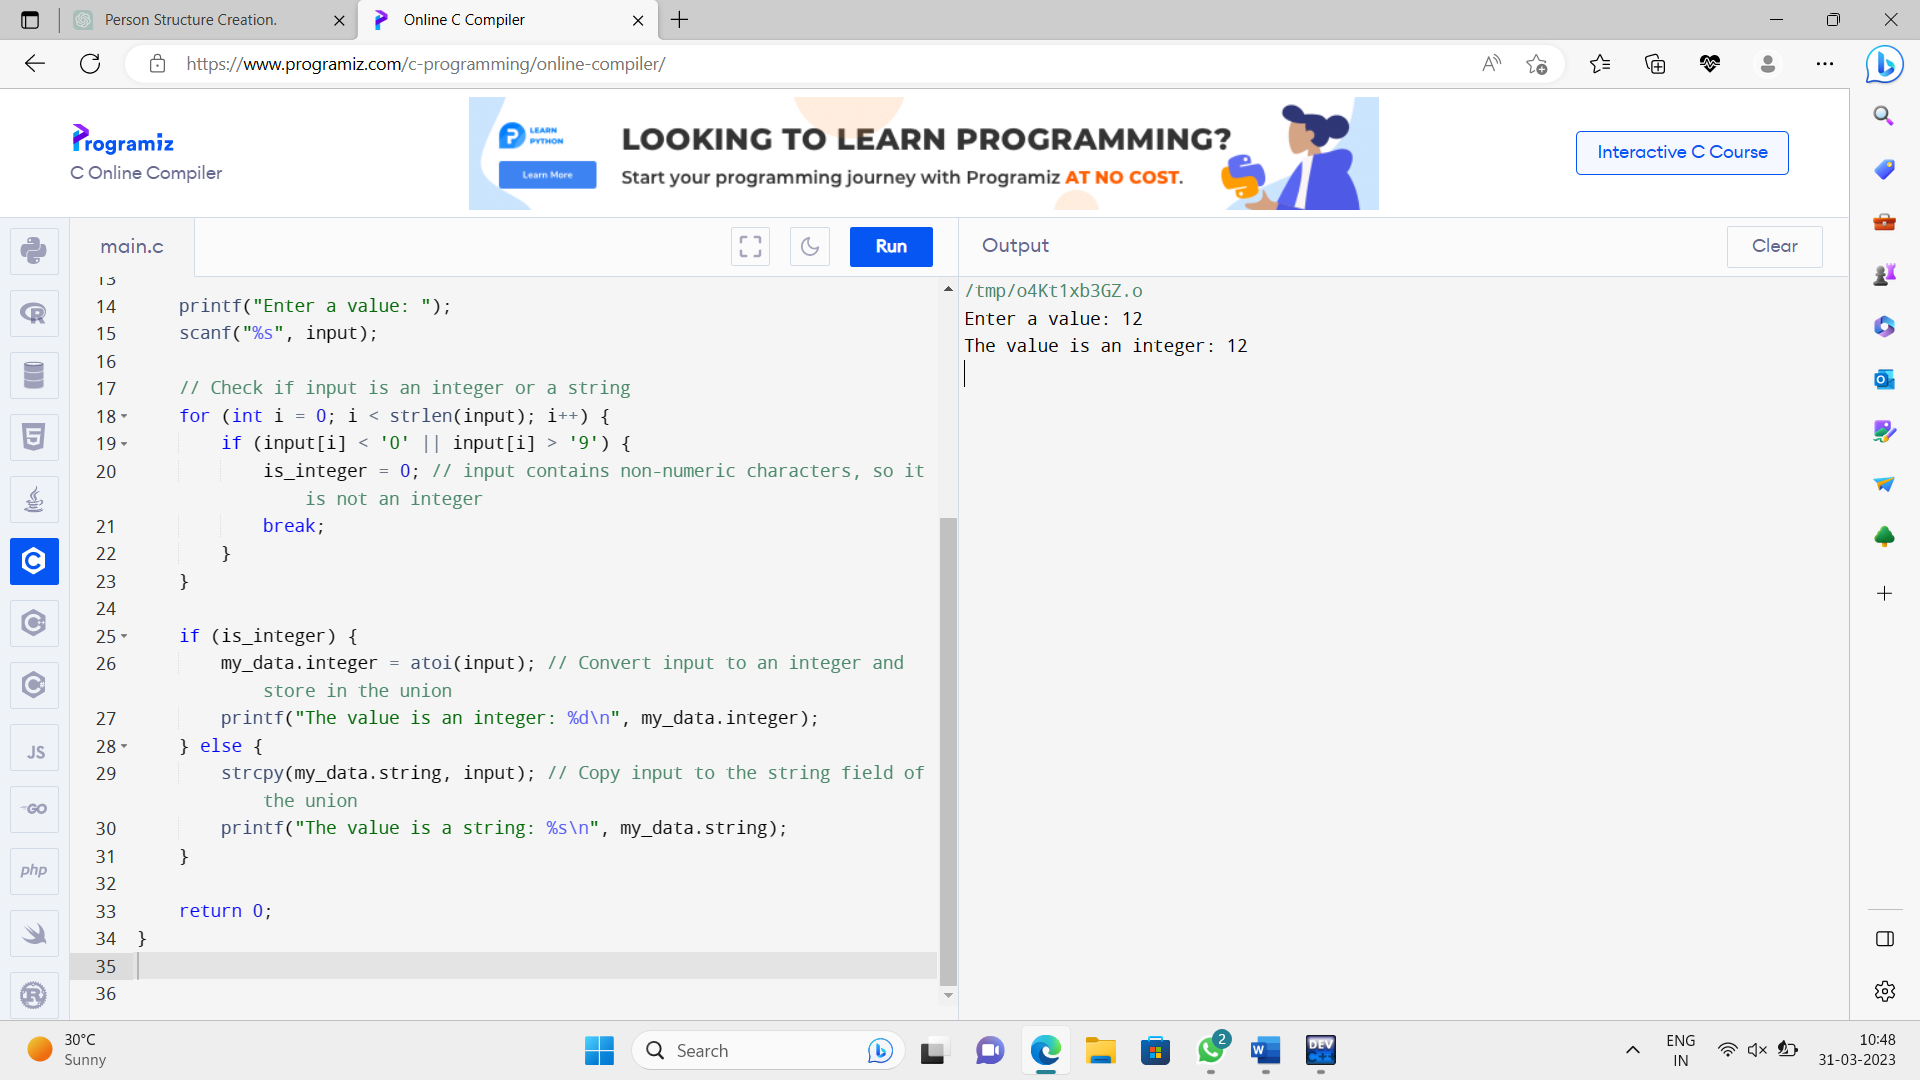 Person Structure Creation.
Online C Compiler
https://www.programiz.com/c-programming/online-compiler/
Programiz
C Online Compiler
LEARN PYTHON
Learn More
LOOKING TO LEARN PROGRAMMING?
Start your programming journey with Programiz AT NO COST.
Interactive C Course
main.c
Run
Output
Clear
13
14 printf("Enter a value: ");
15 scanf("%s", input);
16
17 // Check if input is an integer or a string
18 for (int i = 0; i < strlen(input); i++) {
19 if (input[i] < '0' || input[i] > '9') {
20 is_integer = 0; // input contains non-numeric characters, so it
is not an integer
21 break;
22 }
23 }
24
25 if (is_integer) {
26 my_data.integer = atoi(input); // Convert input to an integer and
store in the union
27 printf("The value is an integer: %d\n", my_data.integer);
28 } else {
29 strcpy(my_data.string, input); // Copy input to the string field of
the union
30 printf("The value is a string: %s\n", my_data.string);
31 }
32
33 return 0;
34 }
35
36
/tmp/o4Kt1xb3GZ.o
Enter a value: 12
The value is an integer: 12
JS
GO
php
30°C
Sunny
Search
2
W
DEV
ENG
IN
10:48
31-03-2023